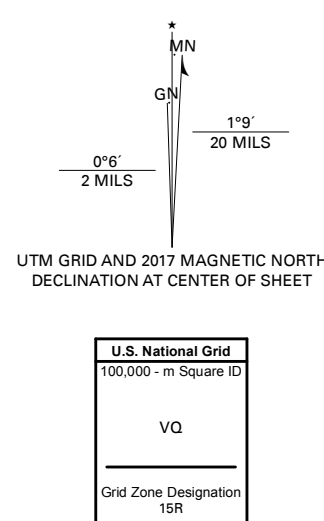 ★
MN
GN
1°9´
20 MILS
0°6´
2 MILS
UTM GRID AND 2017 MAGNETIC NORTH
DECLINATION AT CENTER OF SHEET
U.S. National Grid
100,000 - m Square ID
VQ
Grid Zone Designation
15R